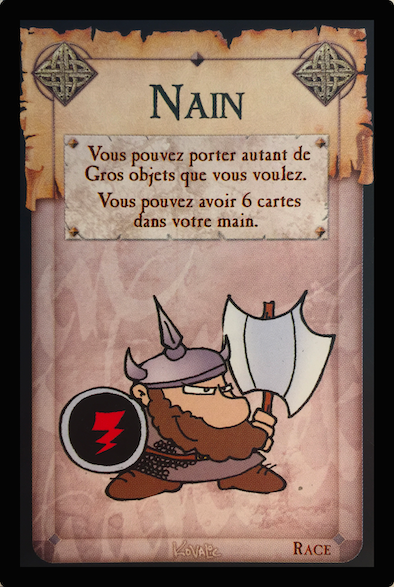 Nain
Vous pouvez porter autant de
Gros objets que vous voulez.
Vous pouvez avoir 6 cartes
dans votre main.
Kovalic
Race